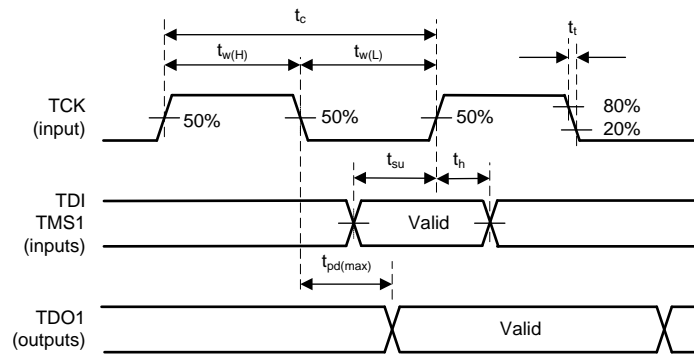 tc
tw(H) tw(L) tt
TCK
(input)
50% 50% 50% 80%
20%
tsu th
TDI
TMS1
(inputs)
Valid
tpd(max)
TDO1
(outputs)
Valid